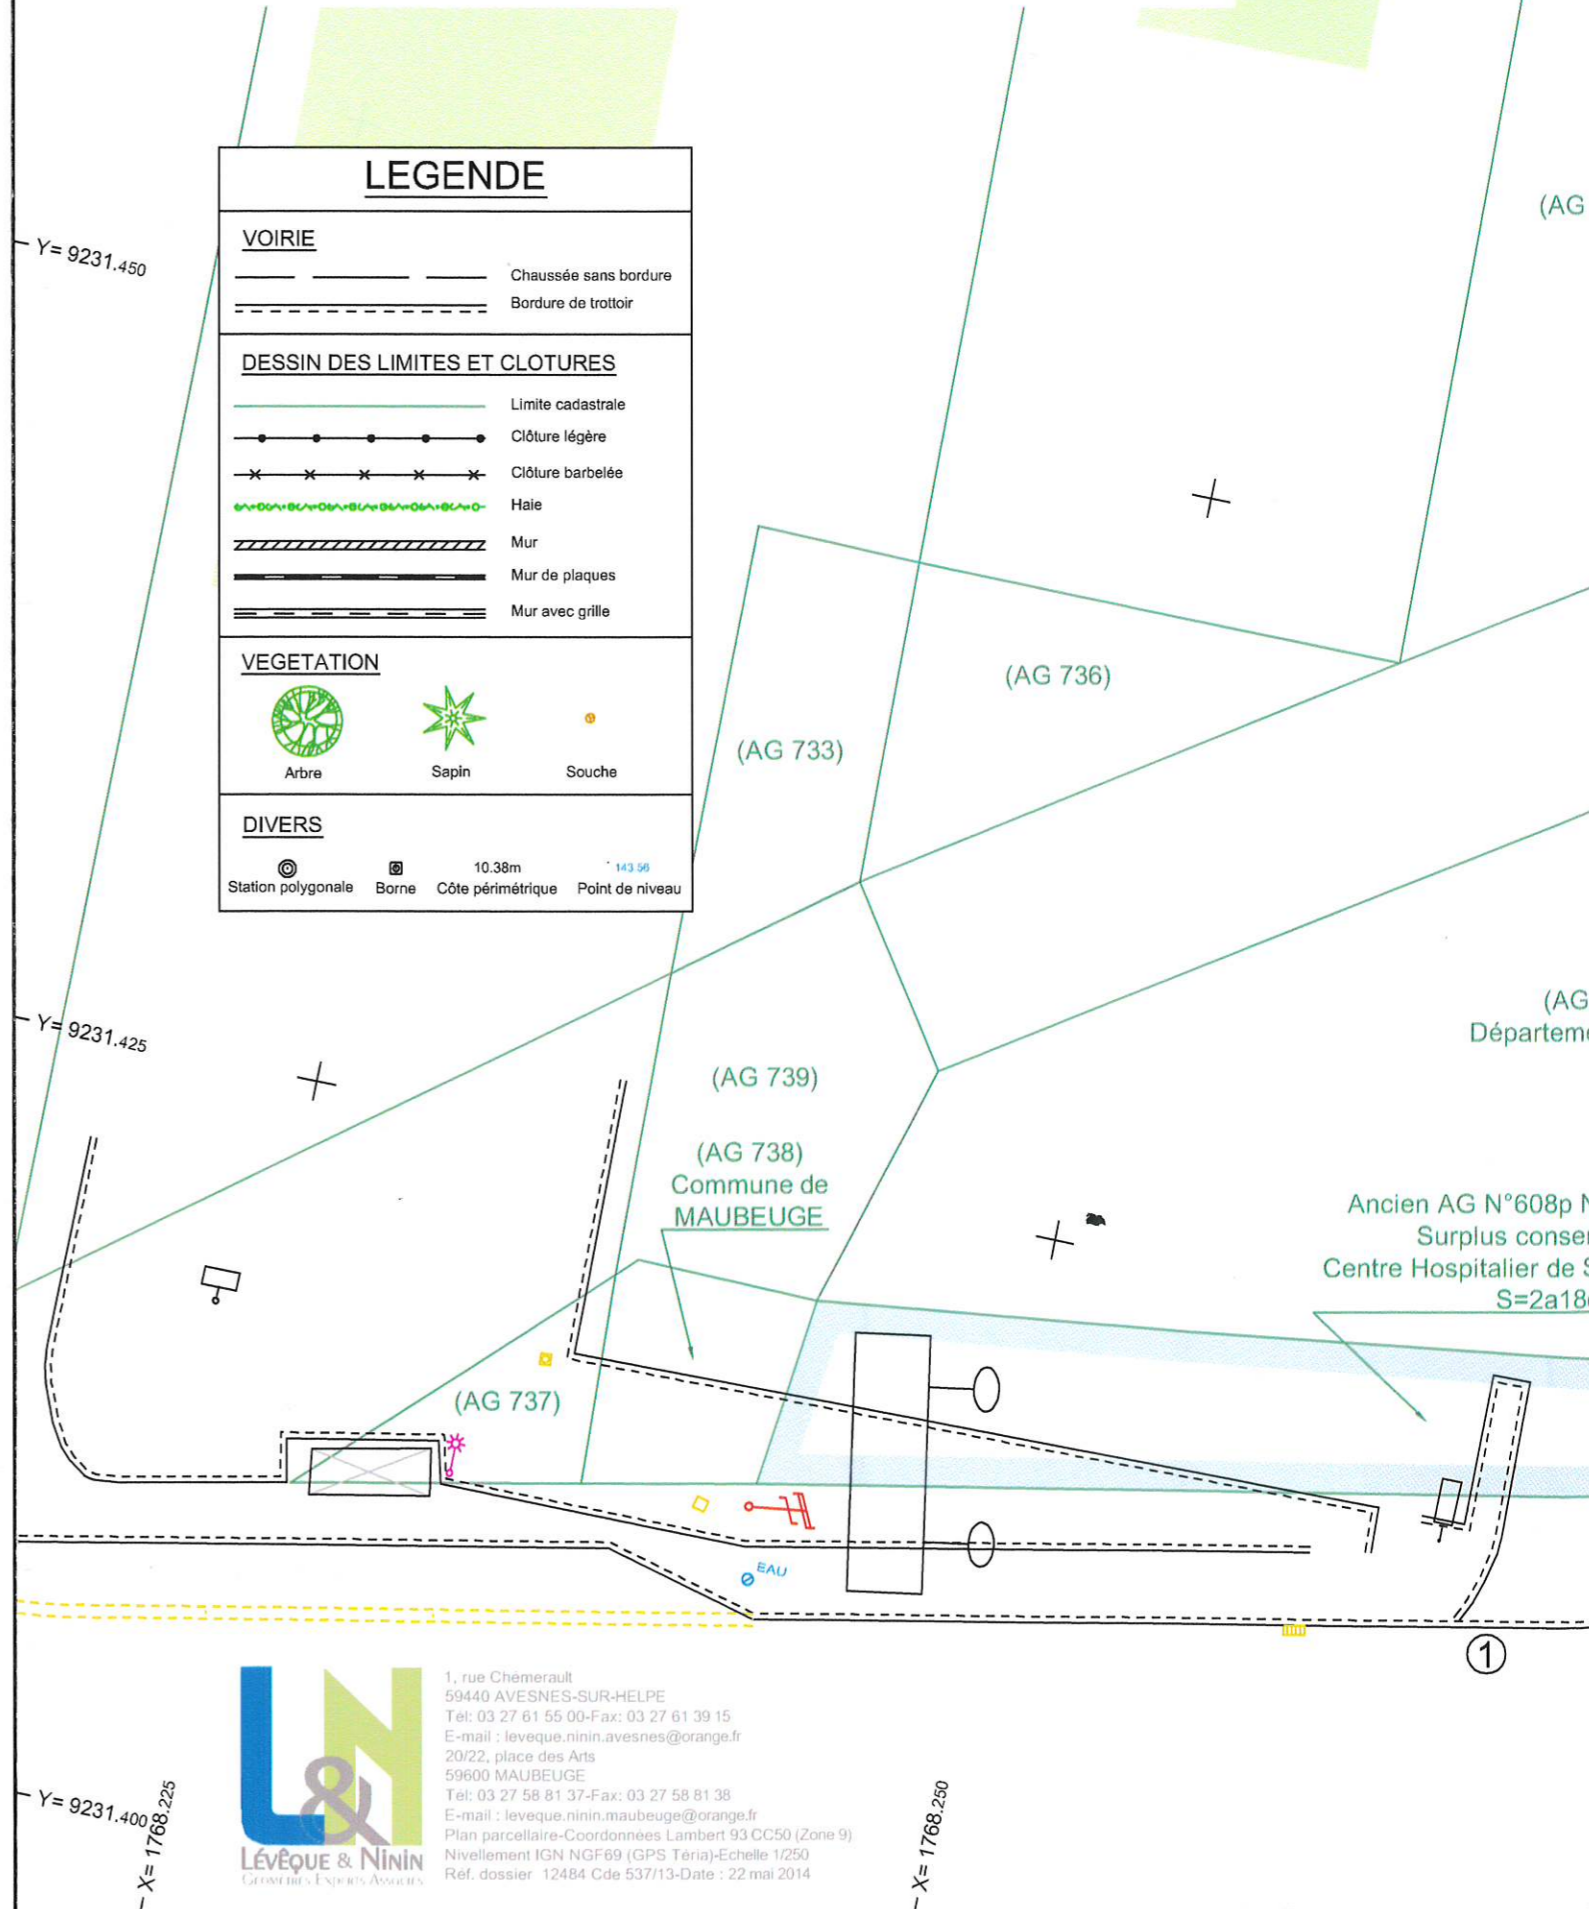 LEGENDE
VOIRIE
Chaussée sans bordure
Bordure de trottoir
DESSIN DES LIMITES ET CLOTURES
Limite cadastrale
Clôture légère
Clôture barbelée
Haie
Mur
Mur de plaques
Mur avec grille
VEGETATION
Arbre Sapin Souche
DIVERS
10.38m 143.56
Station polygonale Borne Côte périmétrique Point de niveau
Y= 9231.450
Y= 9231.425
Y= 9231.400
X= 1768.225
X= 1768.250
(AG
(AG 736)
(AG 733)
(AG
Départeme
(AG 739)
(AG 738)
Commune de
MAUBEUGE
Ancien AG N°608p N
Surplus conser
Centre Hospitalier de S
S=2a18
(AG 737)
EAU
1
L&N
LÉVÊQUE & NININ
GÉOMÈTRES EXPERTS ASSOCIÉS
1, rue Chémerault
59440 AVESNES-SUR-HELPE
Tél: 03 27 61 55 00-Fax: 03 27 61 39 15
E-mail : leveque.ninin.avesnes@orange.fr
20/22, place des Arts
59600 MAUBEUGE
Tél: 03 27 58 81 37-Fax: 03 27 58 81 38
E-mail : leveque.ninin.maubeuge@orange.fr
Plan parcellaire-Coordonnées Lambert 93 CC50 (Zone 9)
Nivellement IGN NGF69 (GPS Téria)-Echelle 1/250
Réf. dossier 12484 Cde 537/13-Date : 22 mai 2014